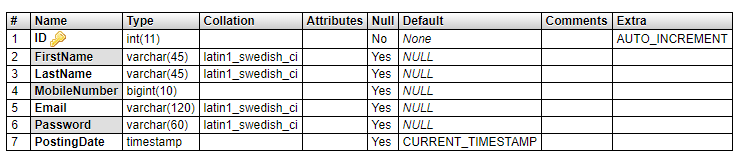 # Name Type Collation Attributes Null Default Comments Extra
1 ID int(11) No None AUTO_INCREMENT
2 FirstName varchar(45) latin1_swedish_ci Yes NULL
3 LastName varchar(45) latin1_swedish_ci Yes NULL
4 MobileNumber bigint(10) Yes NULL
5 Email varchar(120) latin1_swedish_ci Yes NULL
6 Password varchar(60) latin1_swedish_ci Yes NULL
7 PostingDate timestamp Yes CURRENT_TIMESTAMP